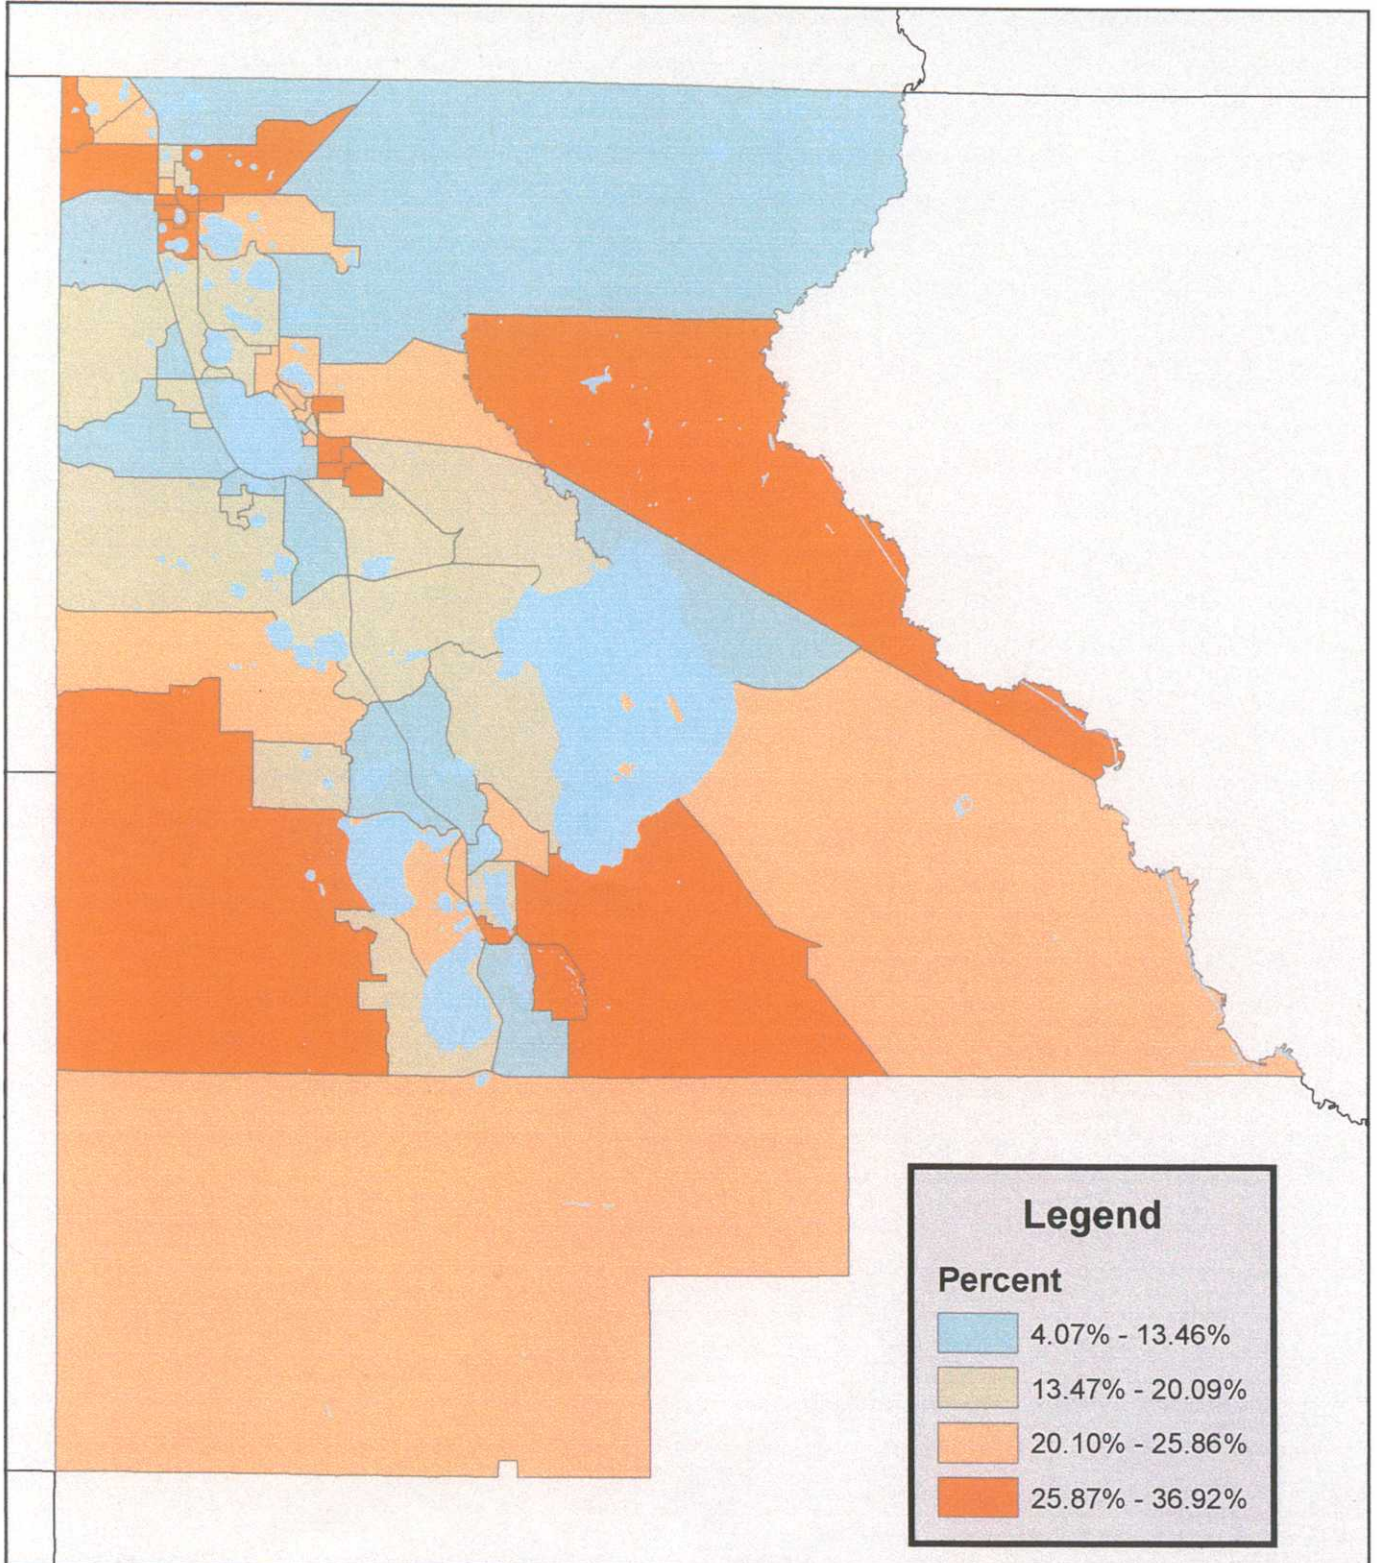 Legend
Percent
4.07% - 13.46%
13.47% - 20.09%
20.10% - 25.86%
25.87% - 36.92%